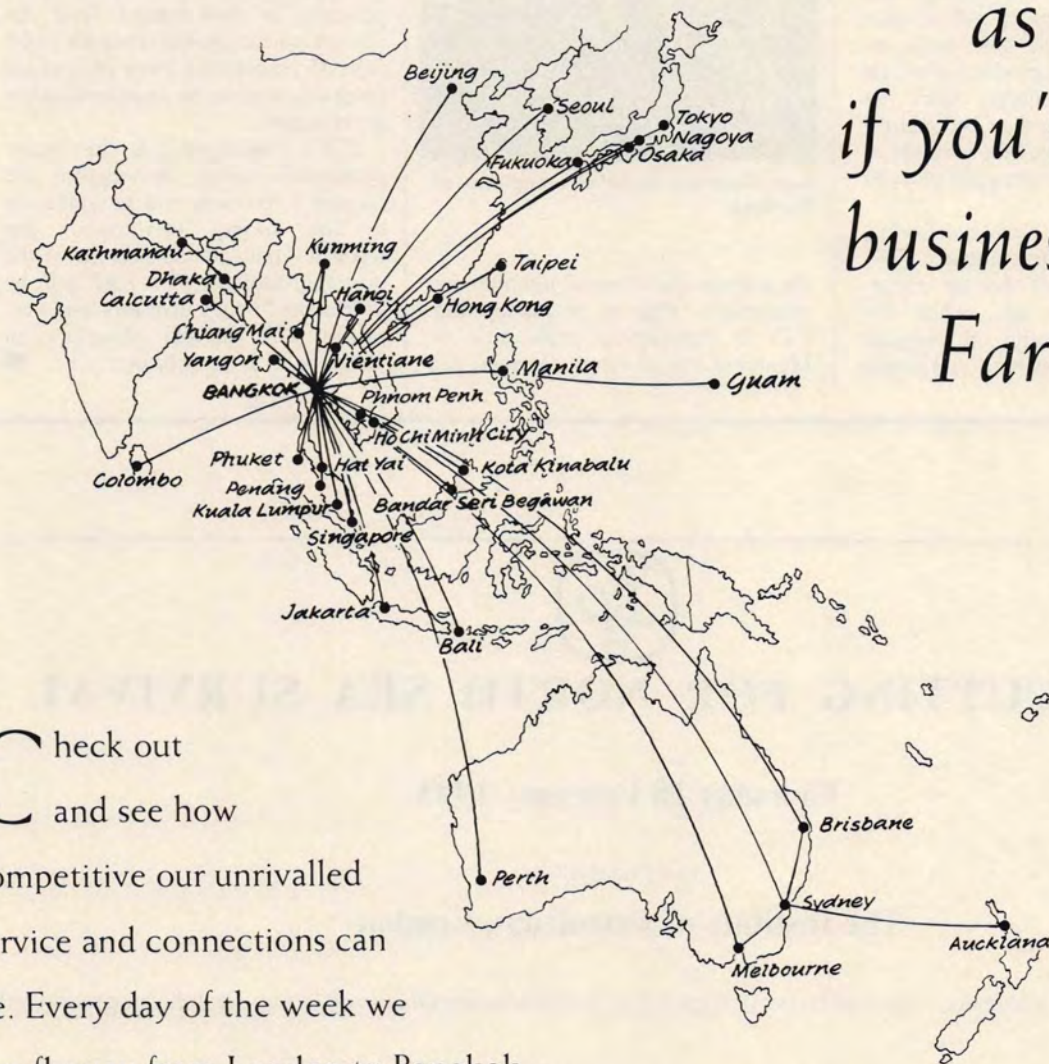 as
if you'
busines
Far
Beijing
Seoul
Tokyo
Nagoya
Osaka
Fukuoka
Kathmandu
Dhaka
Calcutta
Kunming
Hanoi
Taipei
Hong Kong
Chiang Mai
Yangon
Vientiane
BANGKOK
Manila
Guam
Phnom Penh
Ho Chi Minh City
Colombo
Phuket
Hat Yai
Kota Kinabalu
Penang
Bandar Seri Begawan
Kuala Lumpur
Singapore
Jakarta
Bali
Check out
and see how
ompetitive our unrivalled
ervice and connections can
e. Every day of the week we
Brisbane
Perth
Sydney
Auckland
Melbourne